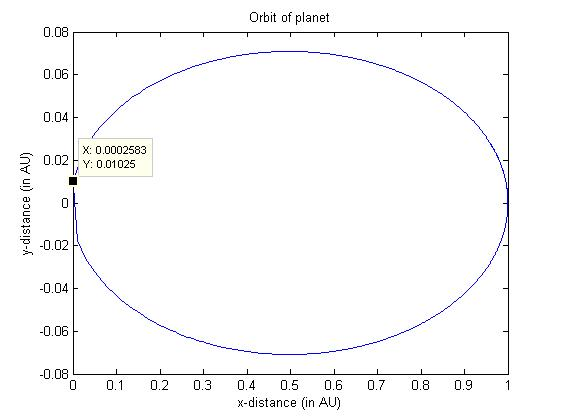 Orbit of planet
0.08
0.06
0.04
0.02
0
-0.02
-0.04
-0.06
-0.08
y-distance (in AU)
X: 0.0002583
Y: 0.01025
0 0.1 0.2 0.3 0.4 0.5 0.6 0.7 0.8 0.9 1
x-distance (in AU)